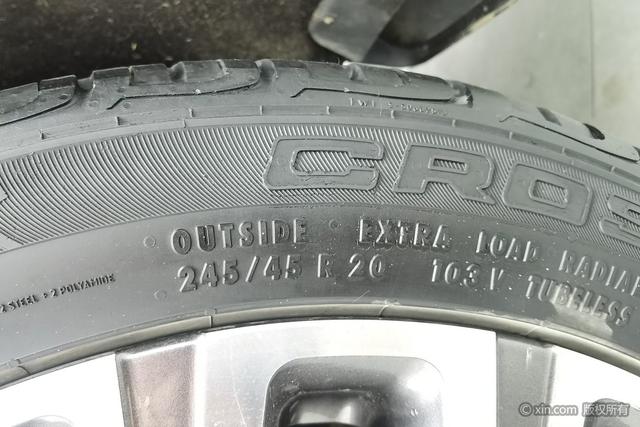 TWI
CROS
OUTSIDE EXTRA LOAD RADIAL
245/45 R 20 103 V TUBELESS
2 STEEL + 2 POLYAMIDE
©xin.com 版权所有